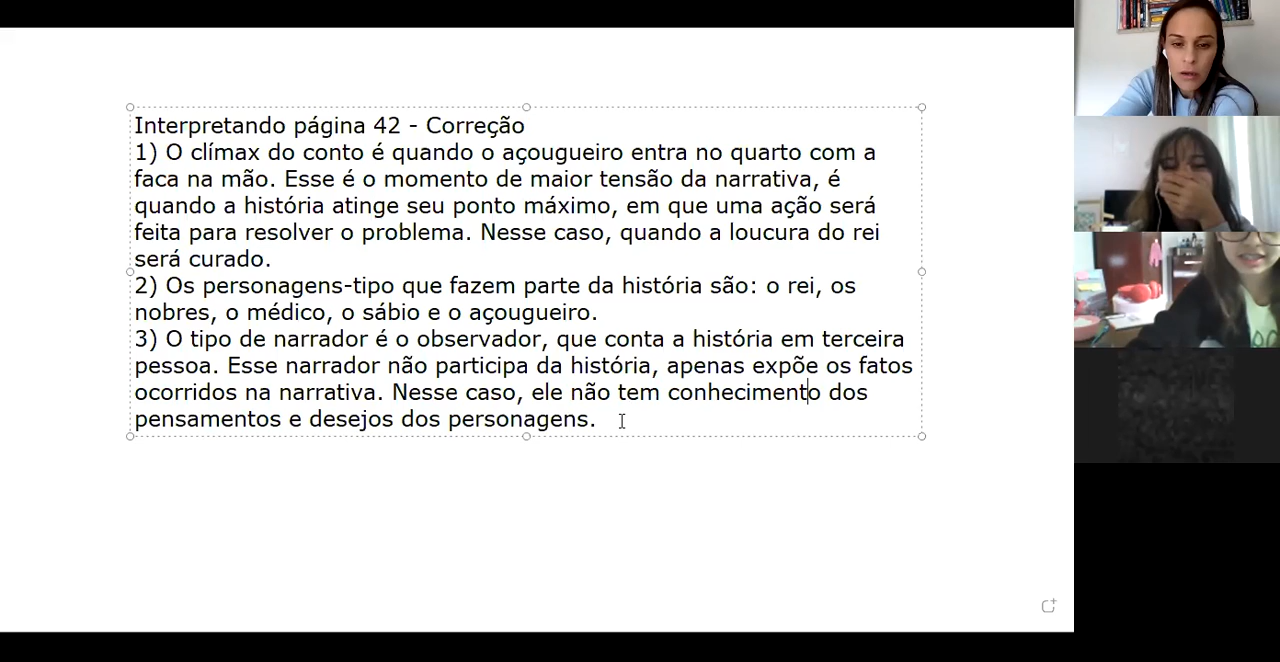 Interpretando página 42 - Correção
1) O clímax do conto é quando o açougueiro entra no quarto com a
faca na mão. Esse é o momento de maior tensão da narrativa, é
quando a história atinge seu ponto máximo, em que uma ação será
feita para resolver o problema. Nesse caso, quando a loucura do rei
será curado.
2) Os personagens-tipo que fazem parte da história são: o rei, os
nobres, o médico, o sábio e o açougueiro.
3) O tipo de narrador é o observador, que conta a história em terceira
pessoa. Esse narrador não participa da história, apenas expõe os fatos
ocorridos na narrativa. Nesse caso, ele não tem conhecimento dos
pensamentos e desejos dos personagens.